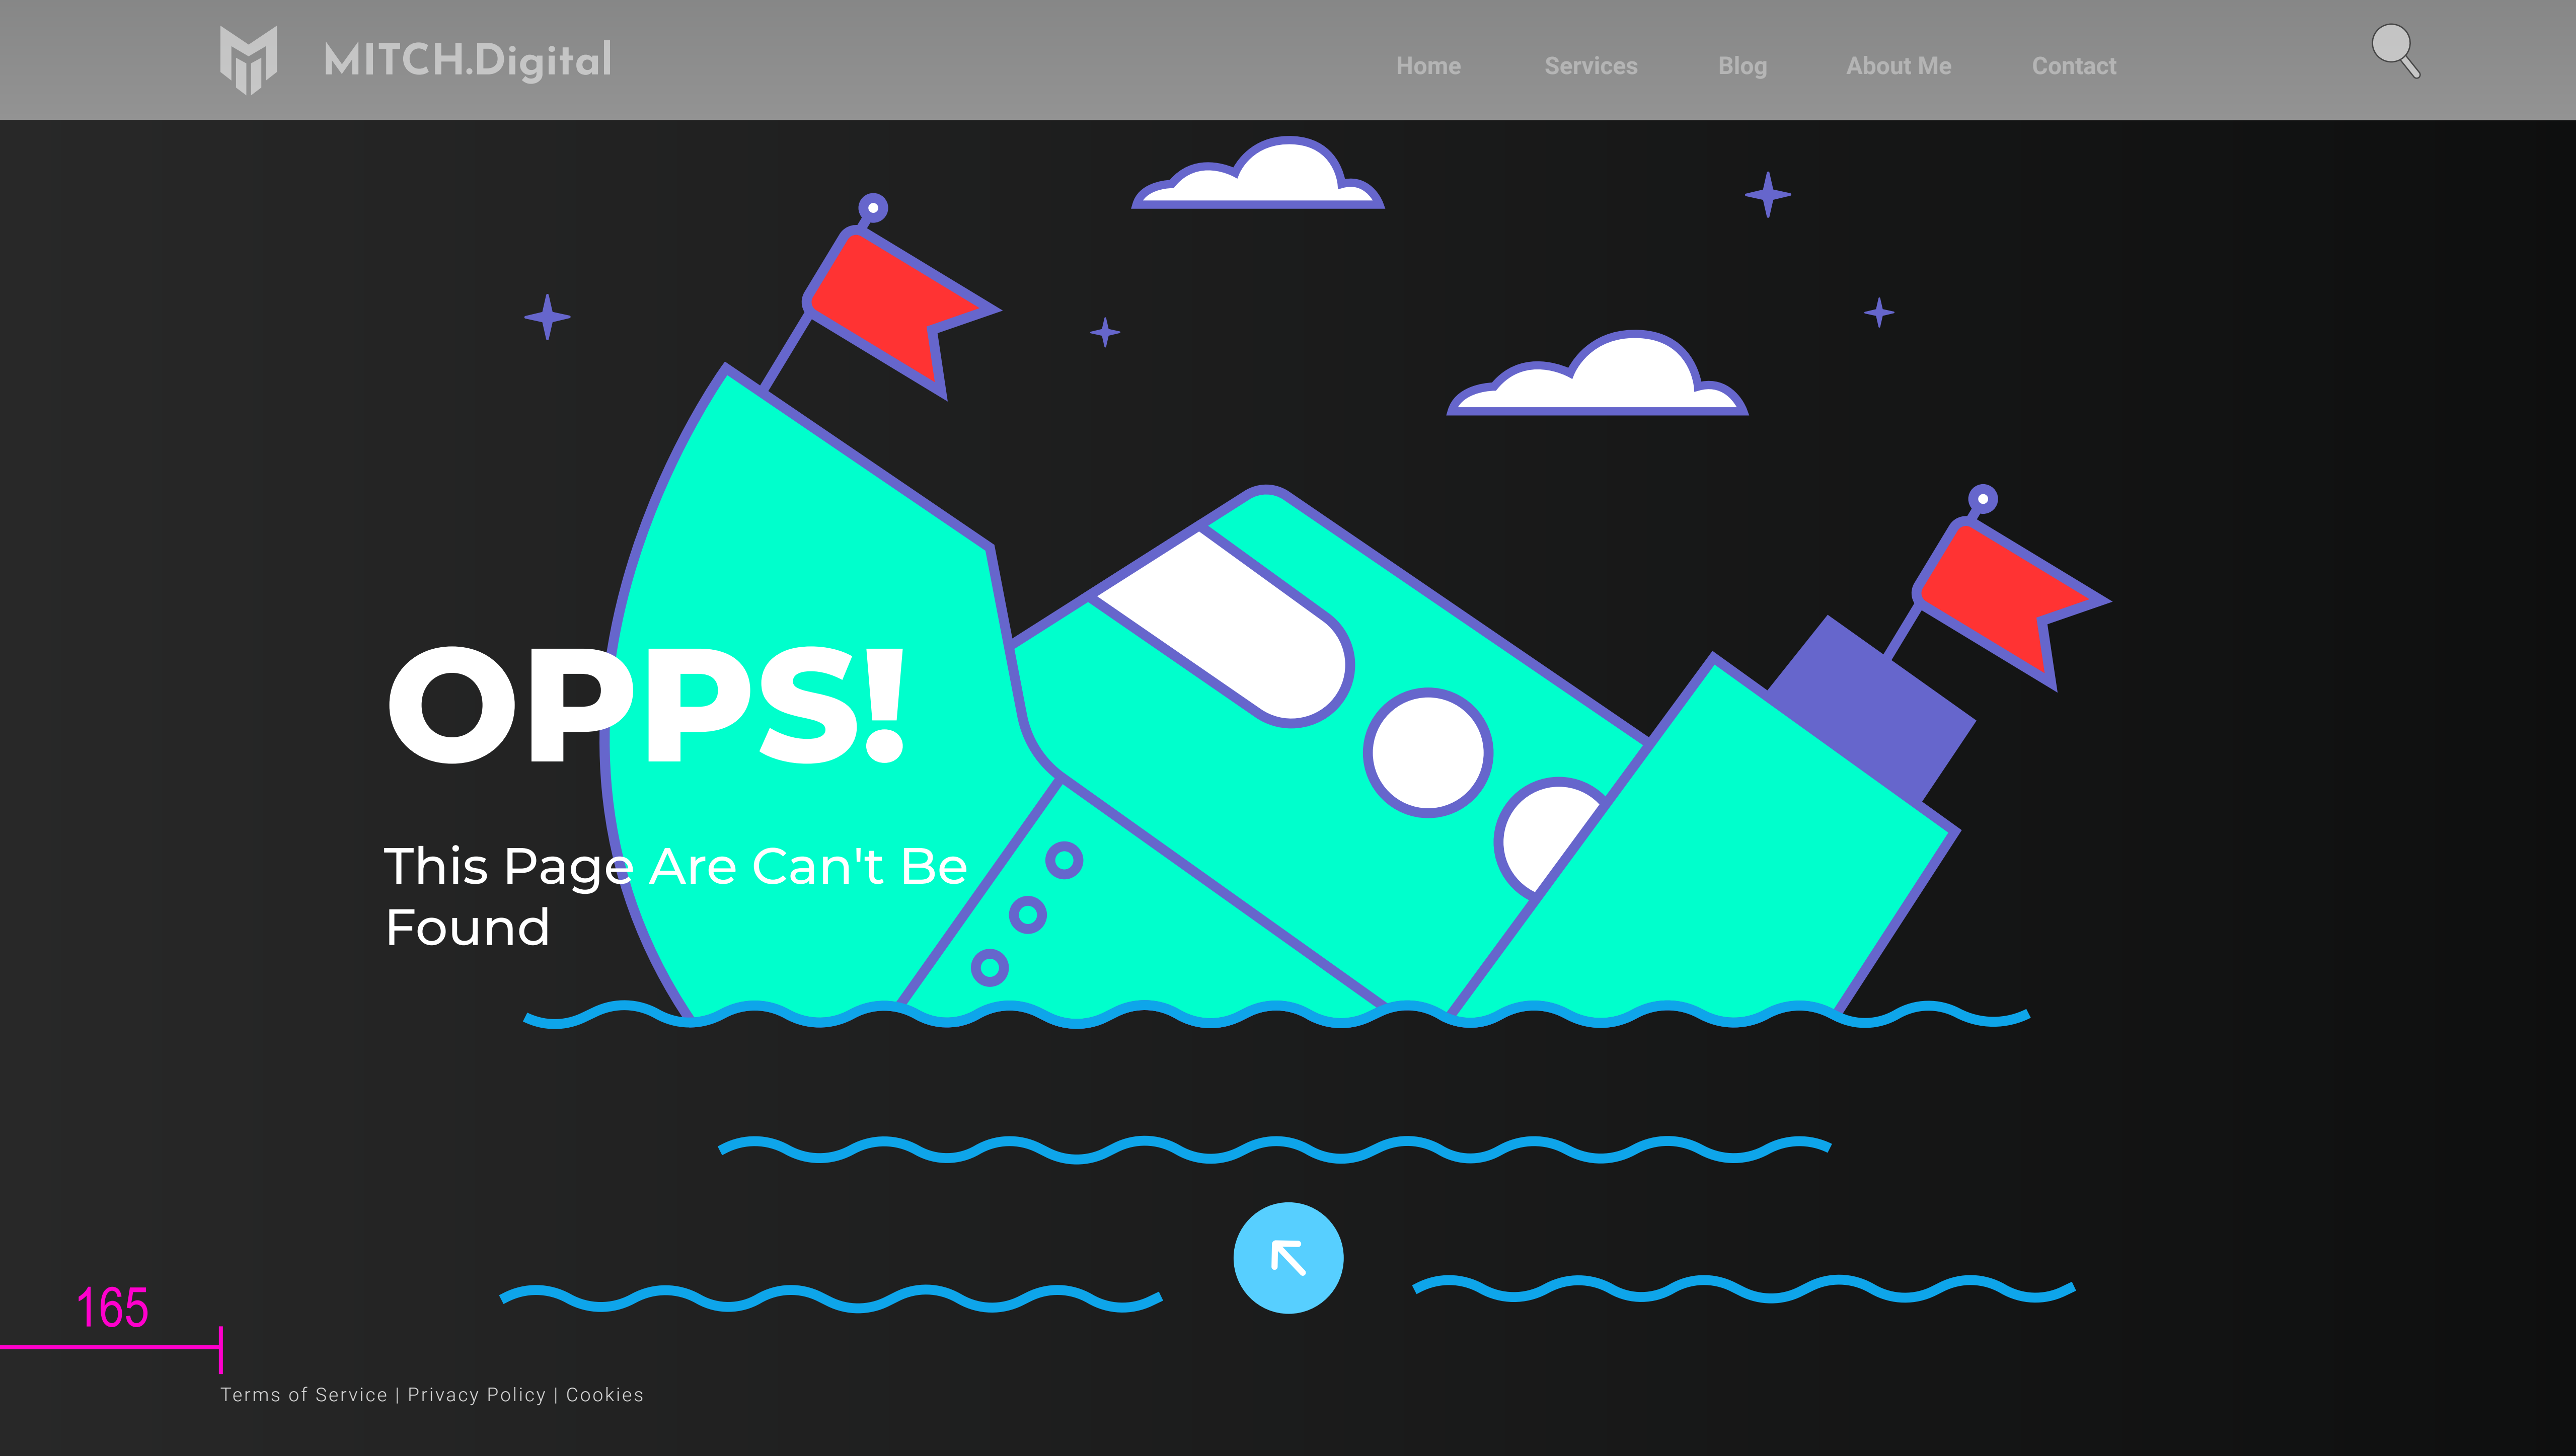 MITCH.Digital
Home Services Blog About Me Contact
OPPS!
This Page Are Can't Be
Found
165
Terms of Service | Privacy Policy | Cookies